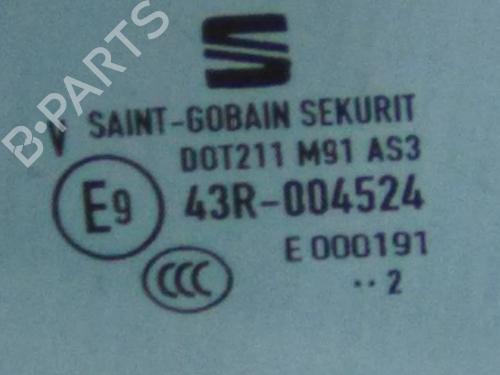 B-PARTS
V SAINT-GOBAIN SEKURIT
DOT211 M91 AS3
E9 43R-004524
E 000191
CCC ·· 2